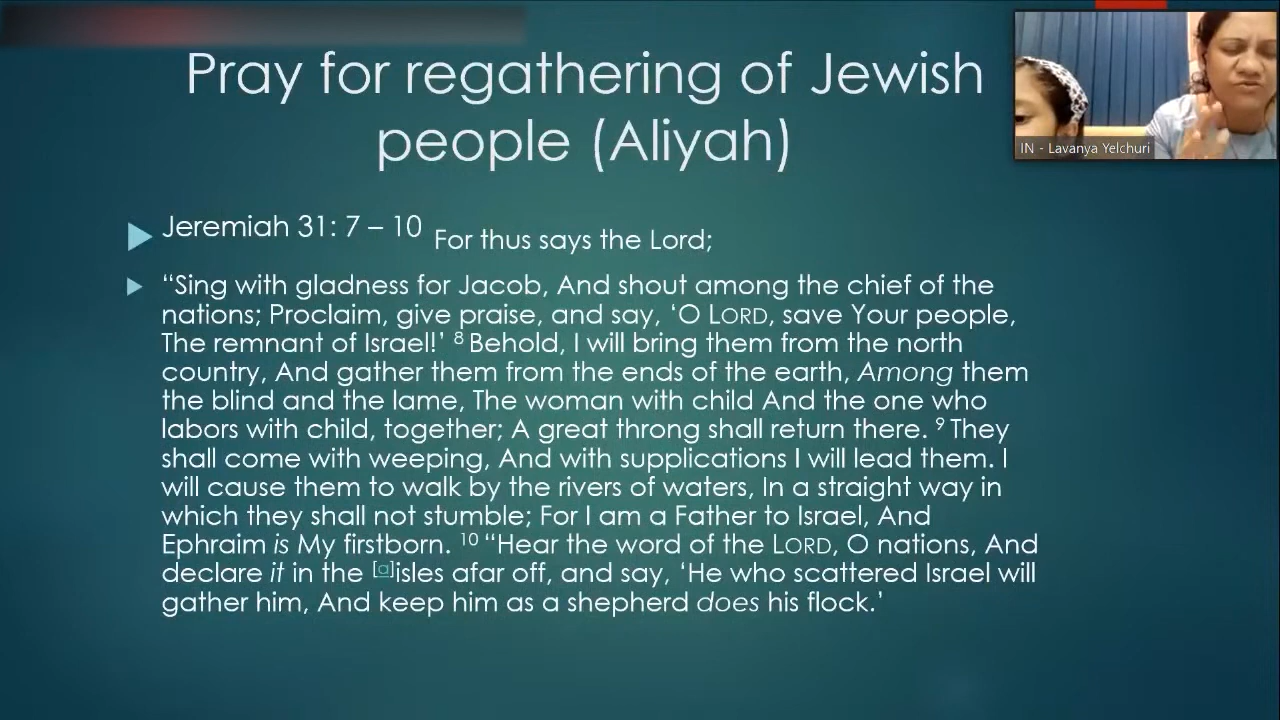 Pray for regathering of Jewish
people (Aliyah)
IN - Lavanya Yelchuri
Jeremiah 31: 7 – 10 For thus says the Lord;
“Sing with gladness for Jacob, And shout among the chief of the
nations; Proclaim, give praise, and say, ‘O LORD, save Your people,
The remnant of Israel!’ 8 Behold, I will bring them from the north
country, And gather them from the ends of the earth, Among them
the blind and the lame, The woman with child And the one who
labors with child, together; A great throng shall return there. 9 They
shall come with weeping, And with supplications I will lead them. I
will cause them to walk by the rivers of waters, In a straight way in
which they shall not stumble; For I am a Father to Israel, And
Ephraim is My firstborn. 10 “Hear the word of the LORD, O nations, And
declare it in the [a]isles afar off, and say, ‘He who scattered Israel will
gather him, And keep him as a shepherd does his flock.’